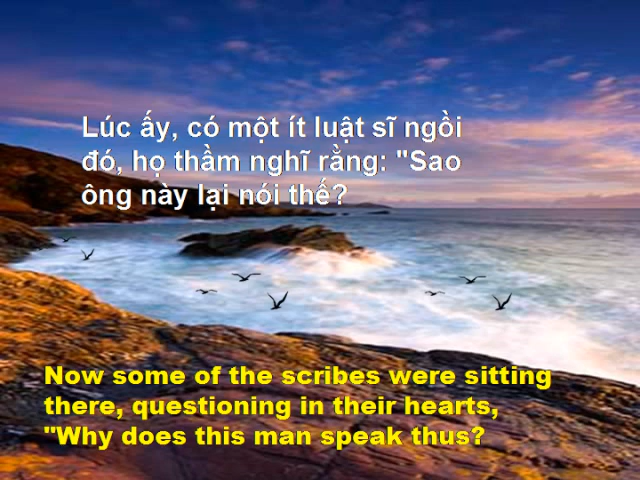 Lúc ấy, có một ít luật sĩ ngồi
đó, họ thầm nghĩ rằng: "Sao
ông này lại nói thế?
Now some of the scribes were sitting
there, questioning in their hearts,
"Why does this man speak thus?